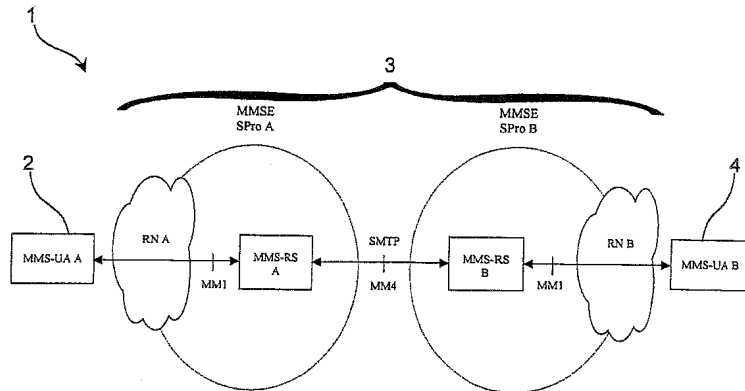 1
3
MMSE
SPro A
MMSE
SPro B
2
4
MMS-UA A
RN A
MM1
MMS-RS
A
SMTP
MM4
MMS-RS
B
MM1
RN B
MMS-UA B